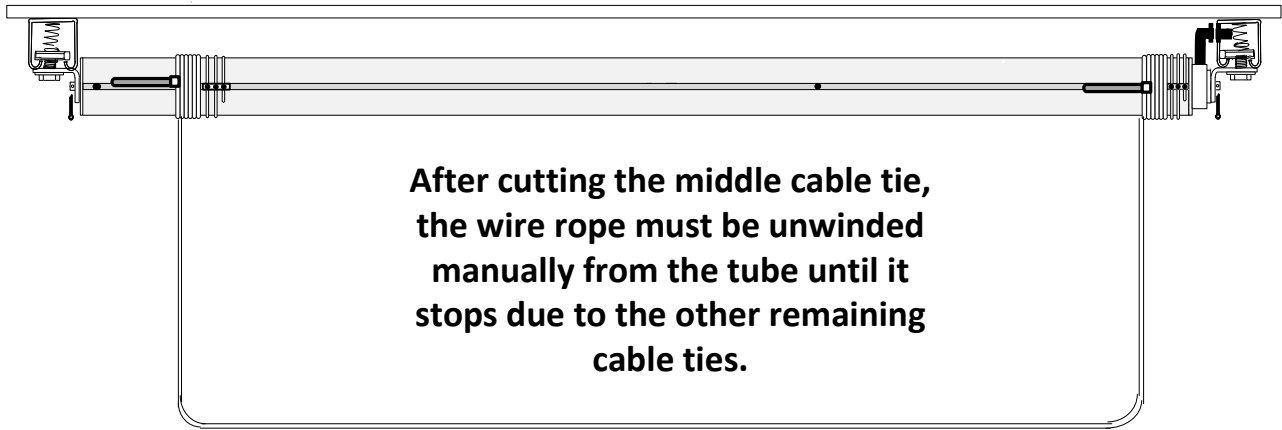 After cutting the middle cable tie,
the wire rope must be unwinded
manually from the tube until it
stops due to the other remaining
cable ties.